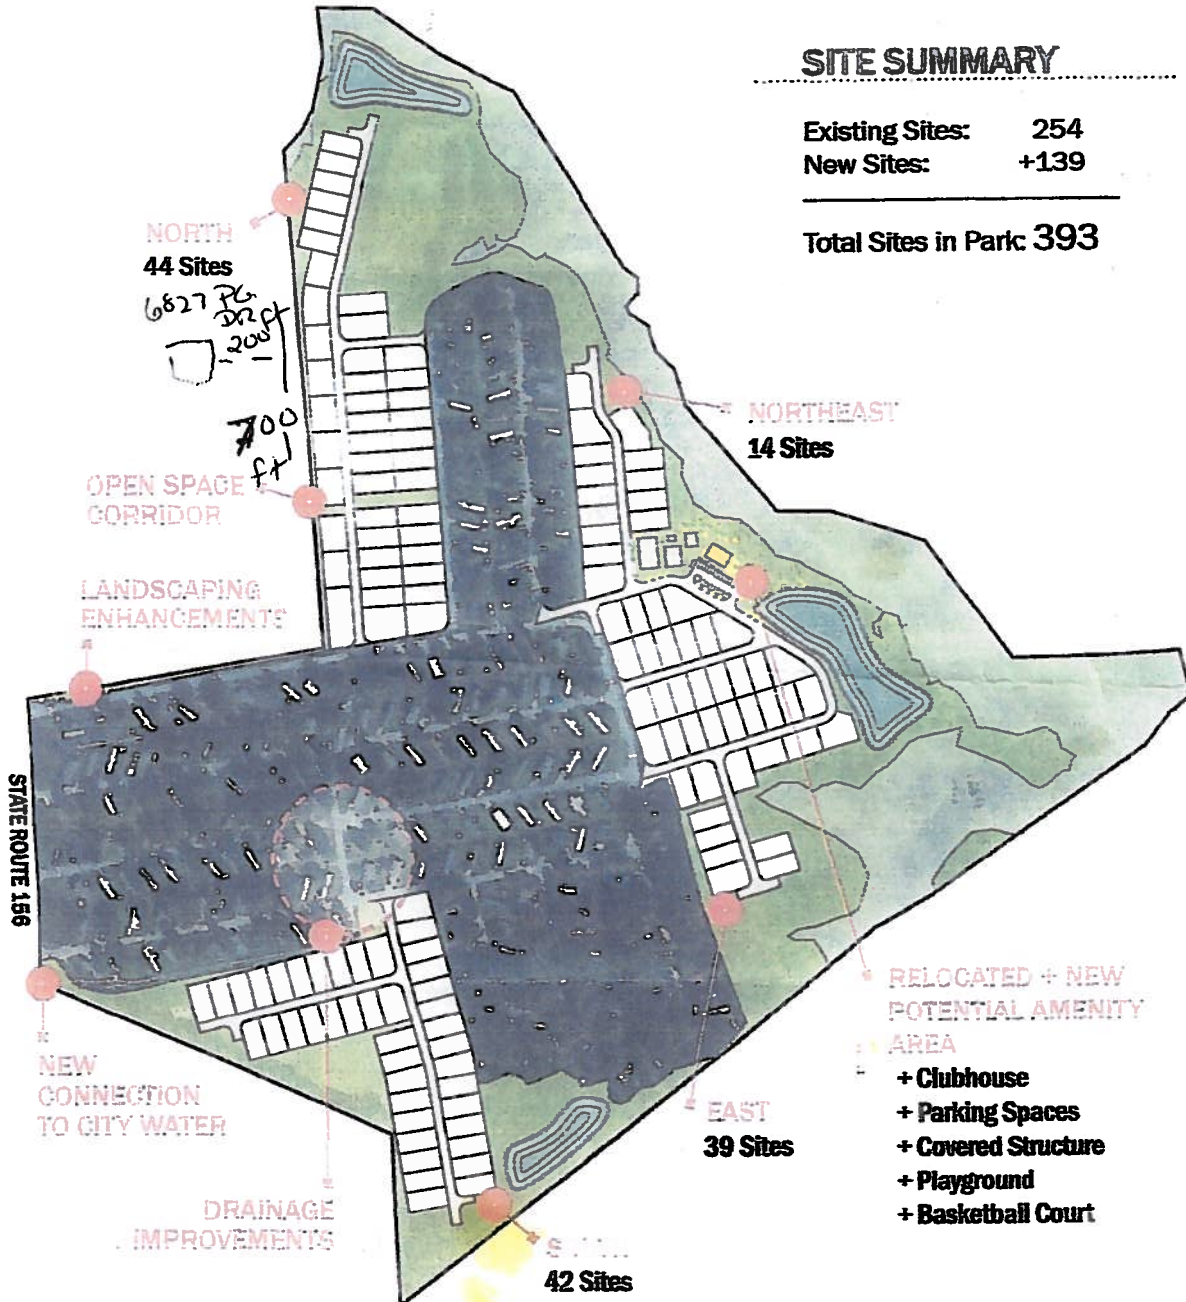 SITE SUMMARY
Existing Sites: 254
New Sites: +139
Total Sites in Park: 393
NORTH
44 Sites
6827 PG
DR
200 ft
700
ft
NORTHEAST
14 Sites
OPEN SPACE
CORRIDOR
LANDSCAPING
ENHANCEMENTS
STATE ROUTE 156
NEW
CONNECTION
TO CITY WATER
DRAINAGE
IMPROVEMENTS
42 Sites
EAST
39 Sites
RELOCATED + NEW
POTENTIAL AMENITY
AREA
+ Clubhouse
+ Parking Spaces
+ Covered Structure
+ Playground
+ Basketball Court